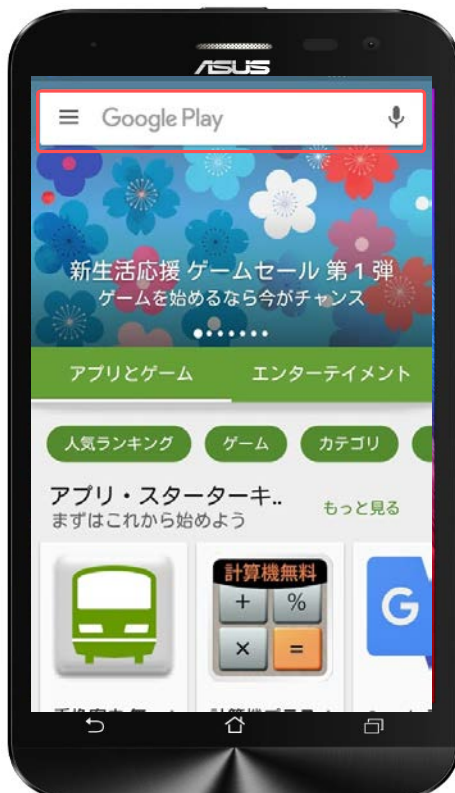 ASUS
Google Play
新生活応援 ゲームセール 第1弾
ゲームを始めるなら今がチャンス
アプリとゲーム
エンターテイメント
人気ランキング
ゲーム
カテゴリ
アプリ・スターターキ..
まずはこれから始めよう
もっと見る
計算機無料
+ %
× =
G